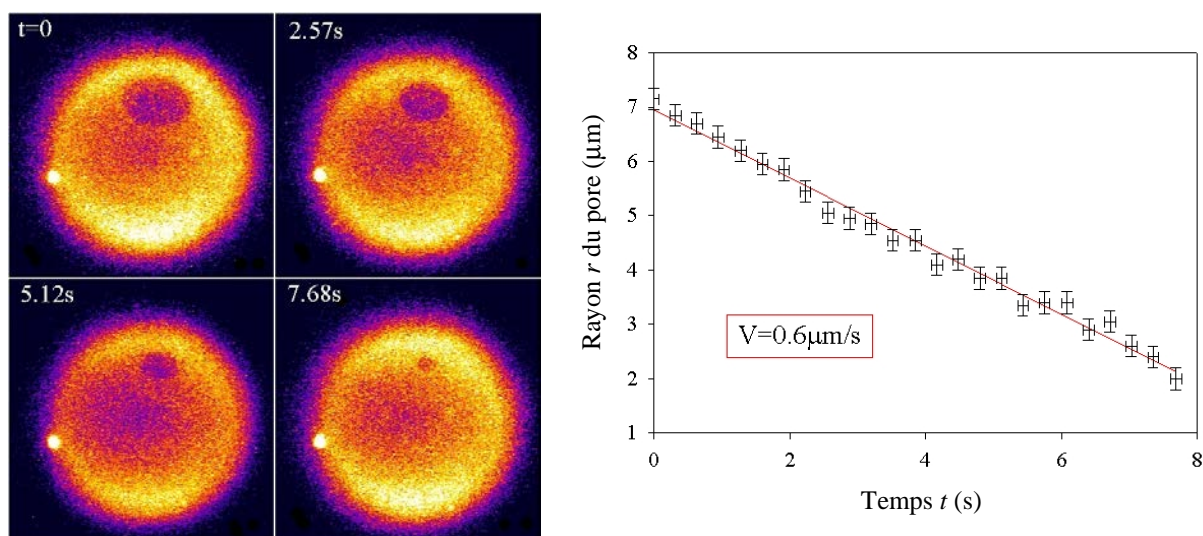 t=0
2.57s
5.12s
7.68s
Rayon r du pore (μm)
8
7
6
5
4
3
2
1
V=0.6μm/s
0
2
4
6
8
Temps t (s)